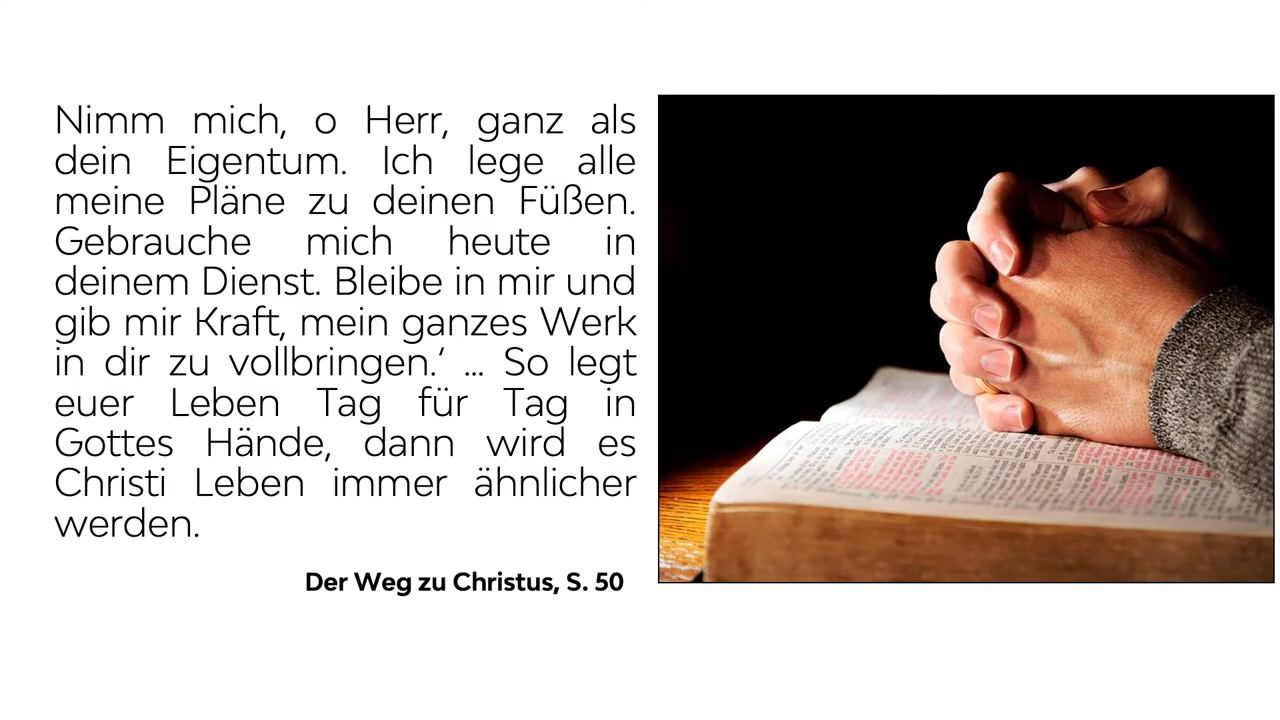 Nimm mich, o Herr, ganz als
dein Eigentum. Ich lege alle
meine Pläne zu deinen Füßen.
Gebrauche mich heute in
deinem Dienst. Bleibe in mir und
gib mir Kraft, mein ganzes Werk
in dir zu vollbringen.‘ ... So legt
euer Leben Tag für Tag in
Gottes Hände, dann wird es
Christi Leben immer ähnlicher
werden.
Der Weg zu Christus, S. 50